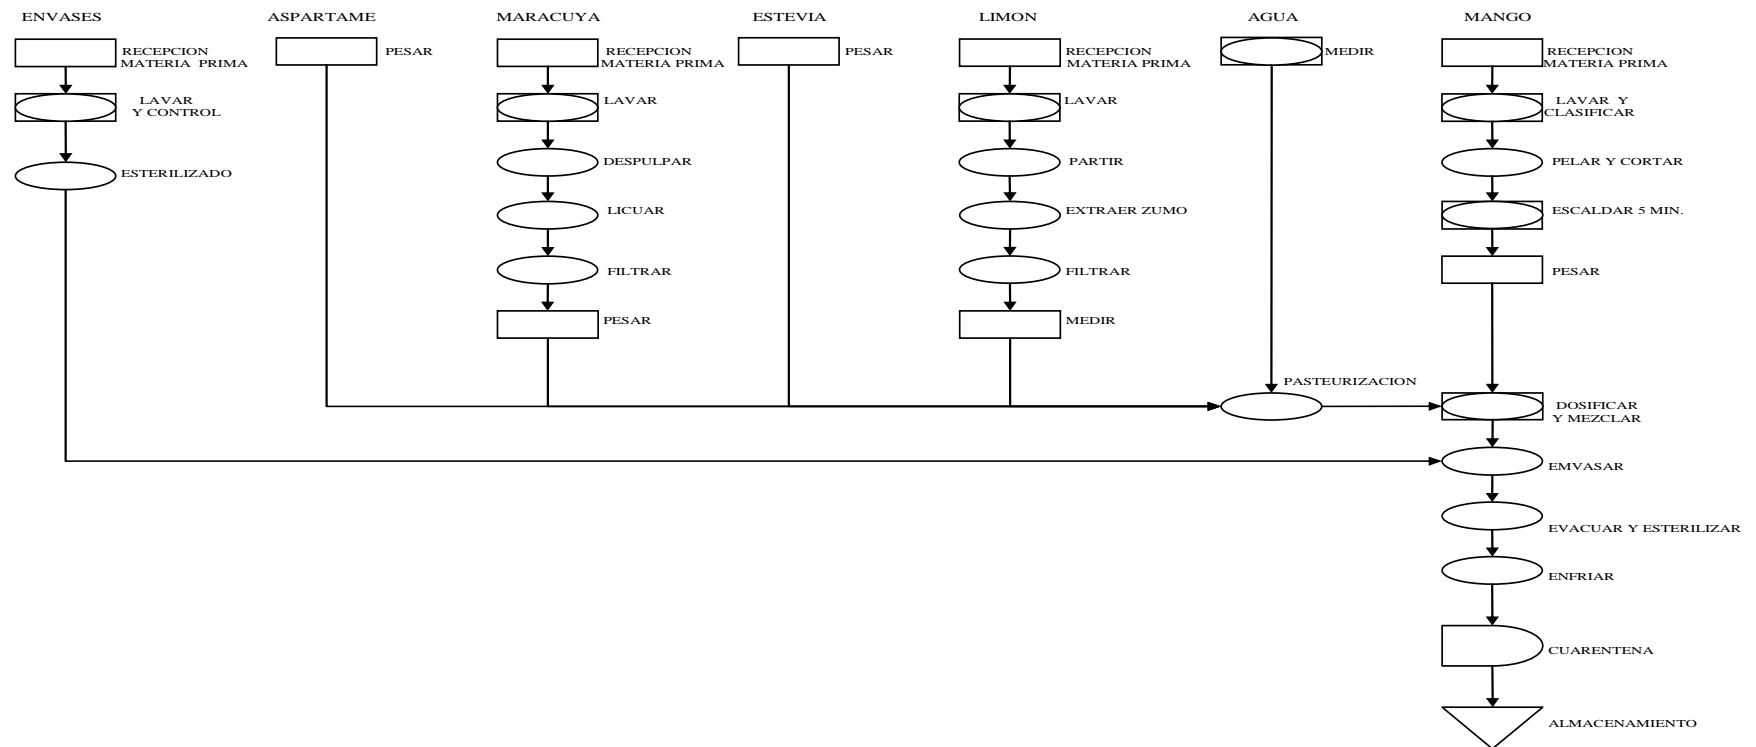 ENVASES
ASPARTAME
MARACUYA
ESTEVIA
LIMON
AGUA
MANGO
RECEPCION
MATERIA PRIMA
PESAR
RECEPCION
MATERIA PRIMA
PESAR
RECEPCION
MATERIA PRIMA
MEDIR
RECEPCION
MATERIA PRIMA
LAVAR
Y CONTROL
LAVAR
LAVAR
LAVAR Y
CLASIFICAR
ESTERILIZADO
DESPULPAR
PARTIR
PELAR Y CORTAR
LICUAR
EXTRAER ZUMO
ESCALDAR 5 MIN.
FILTRAR
FILTRAR
PESAR
PESAR
MEDIR
PASTEURIZACION
DOSIFICAR
Y MEZCLAR
EMVASAR
EVACUAR Y ESTERILIZAR
ENFRIAR
CUARENTENA
ALMACENAMIENTO